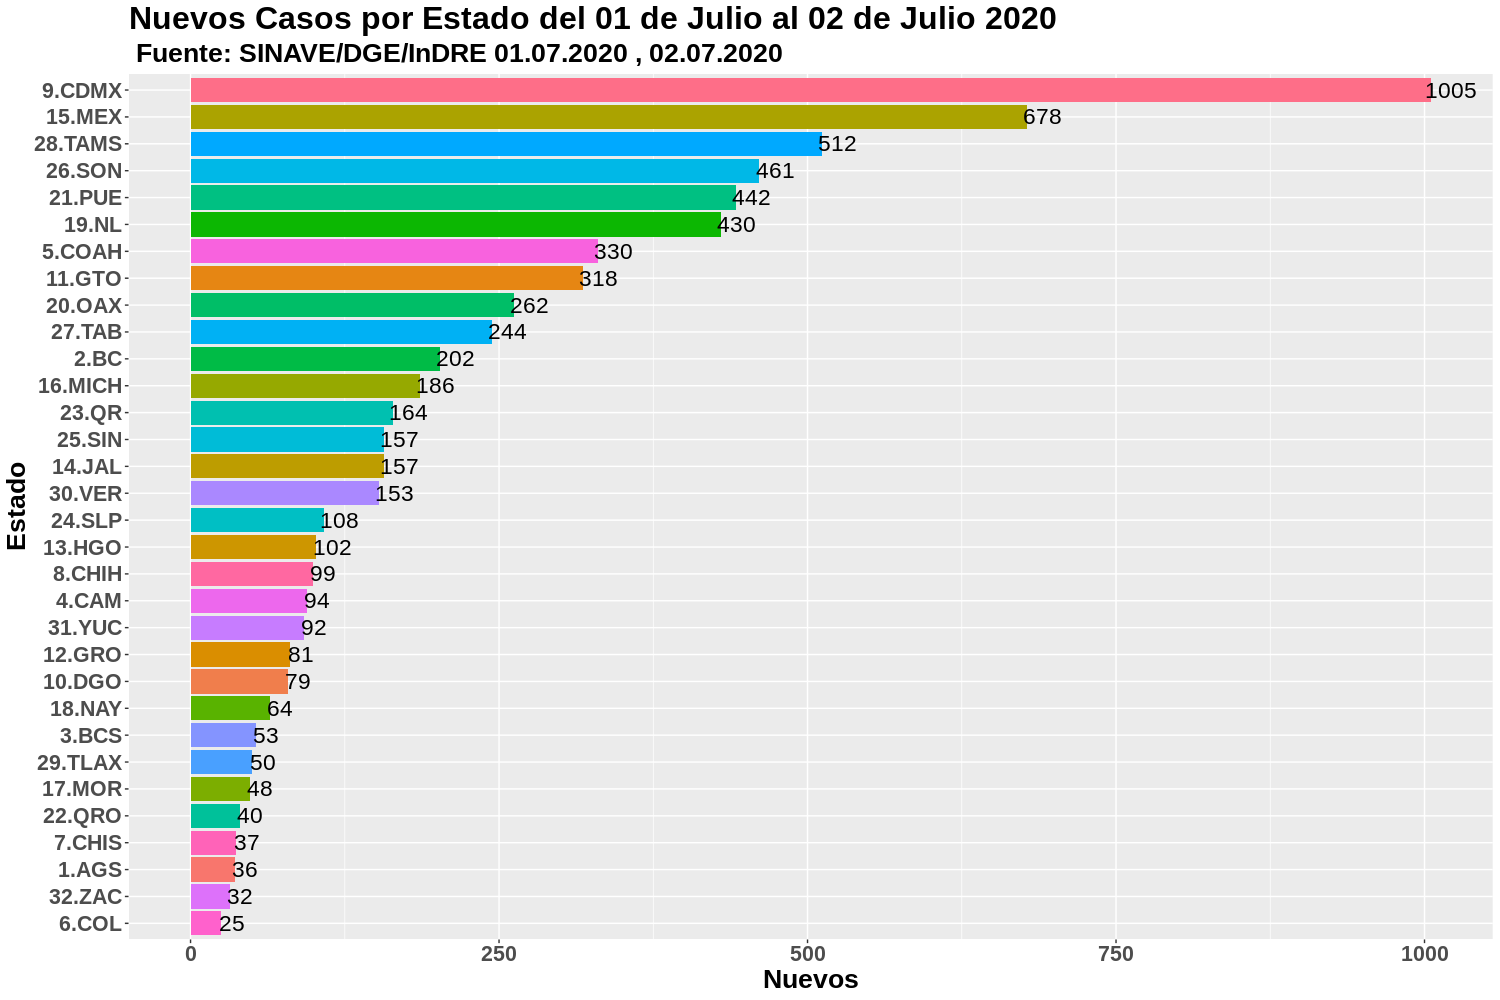 Nuevos Casos por Estado del 01 de Julio al 02 de Julio 2020
Fuente: SINAVE/DGE/InDRE 01.07.2020 , 02.07.2020
Estado
9.CDMX 1005
15.MEX 678
28.TAMS 512
26.SON 461
21.PUE 442
19.NL 430
5.COAH 330
11.GTO 318
20.OAX 262
27.TAB 244
2.BC 202
16.MICH 186
23.QR 164
25.SIN 157
14.JAL 157
30.VER 153
24.SLP 108
13.HGO 102
8.CHIH 99
4.CAM 94
31.YUC 92
12.GRO 81
10.DGO 79
18.NAY 64
3.BCS 53
29.TLAX 50
17.MOR 48
22.QRO 40
7.CHIS 37
1.AGS 36
32.ZAC 32
6.COL 25
0 250 500 750 1000
Nuevos